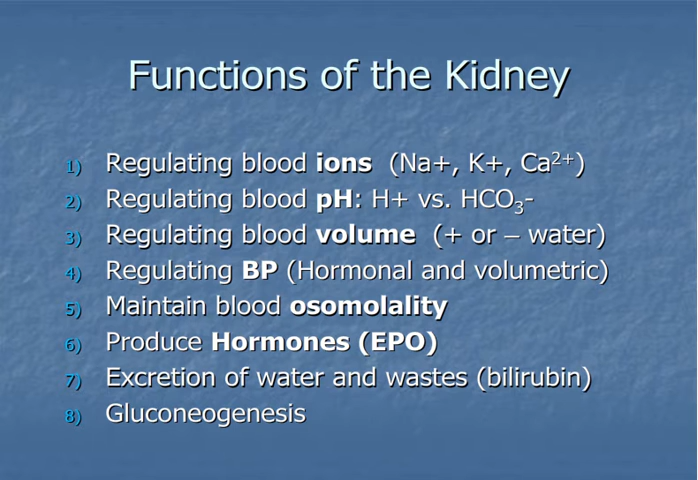 Functions of the Kidney
1) Regulating blood ions (Na+, K+, Ca²⁺)
2) Regulating blood pH: H+ vs. HCO₃-
3) Regulating blood volume (+ or – water)
4) Regulating BP (Hormonal and volumetric)
5) Maintain blood osomolality
6) Produce Hormones (EPO)
7) Excretion of water and wastes (bilirubin)
8) Gluconeogenesis